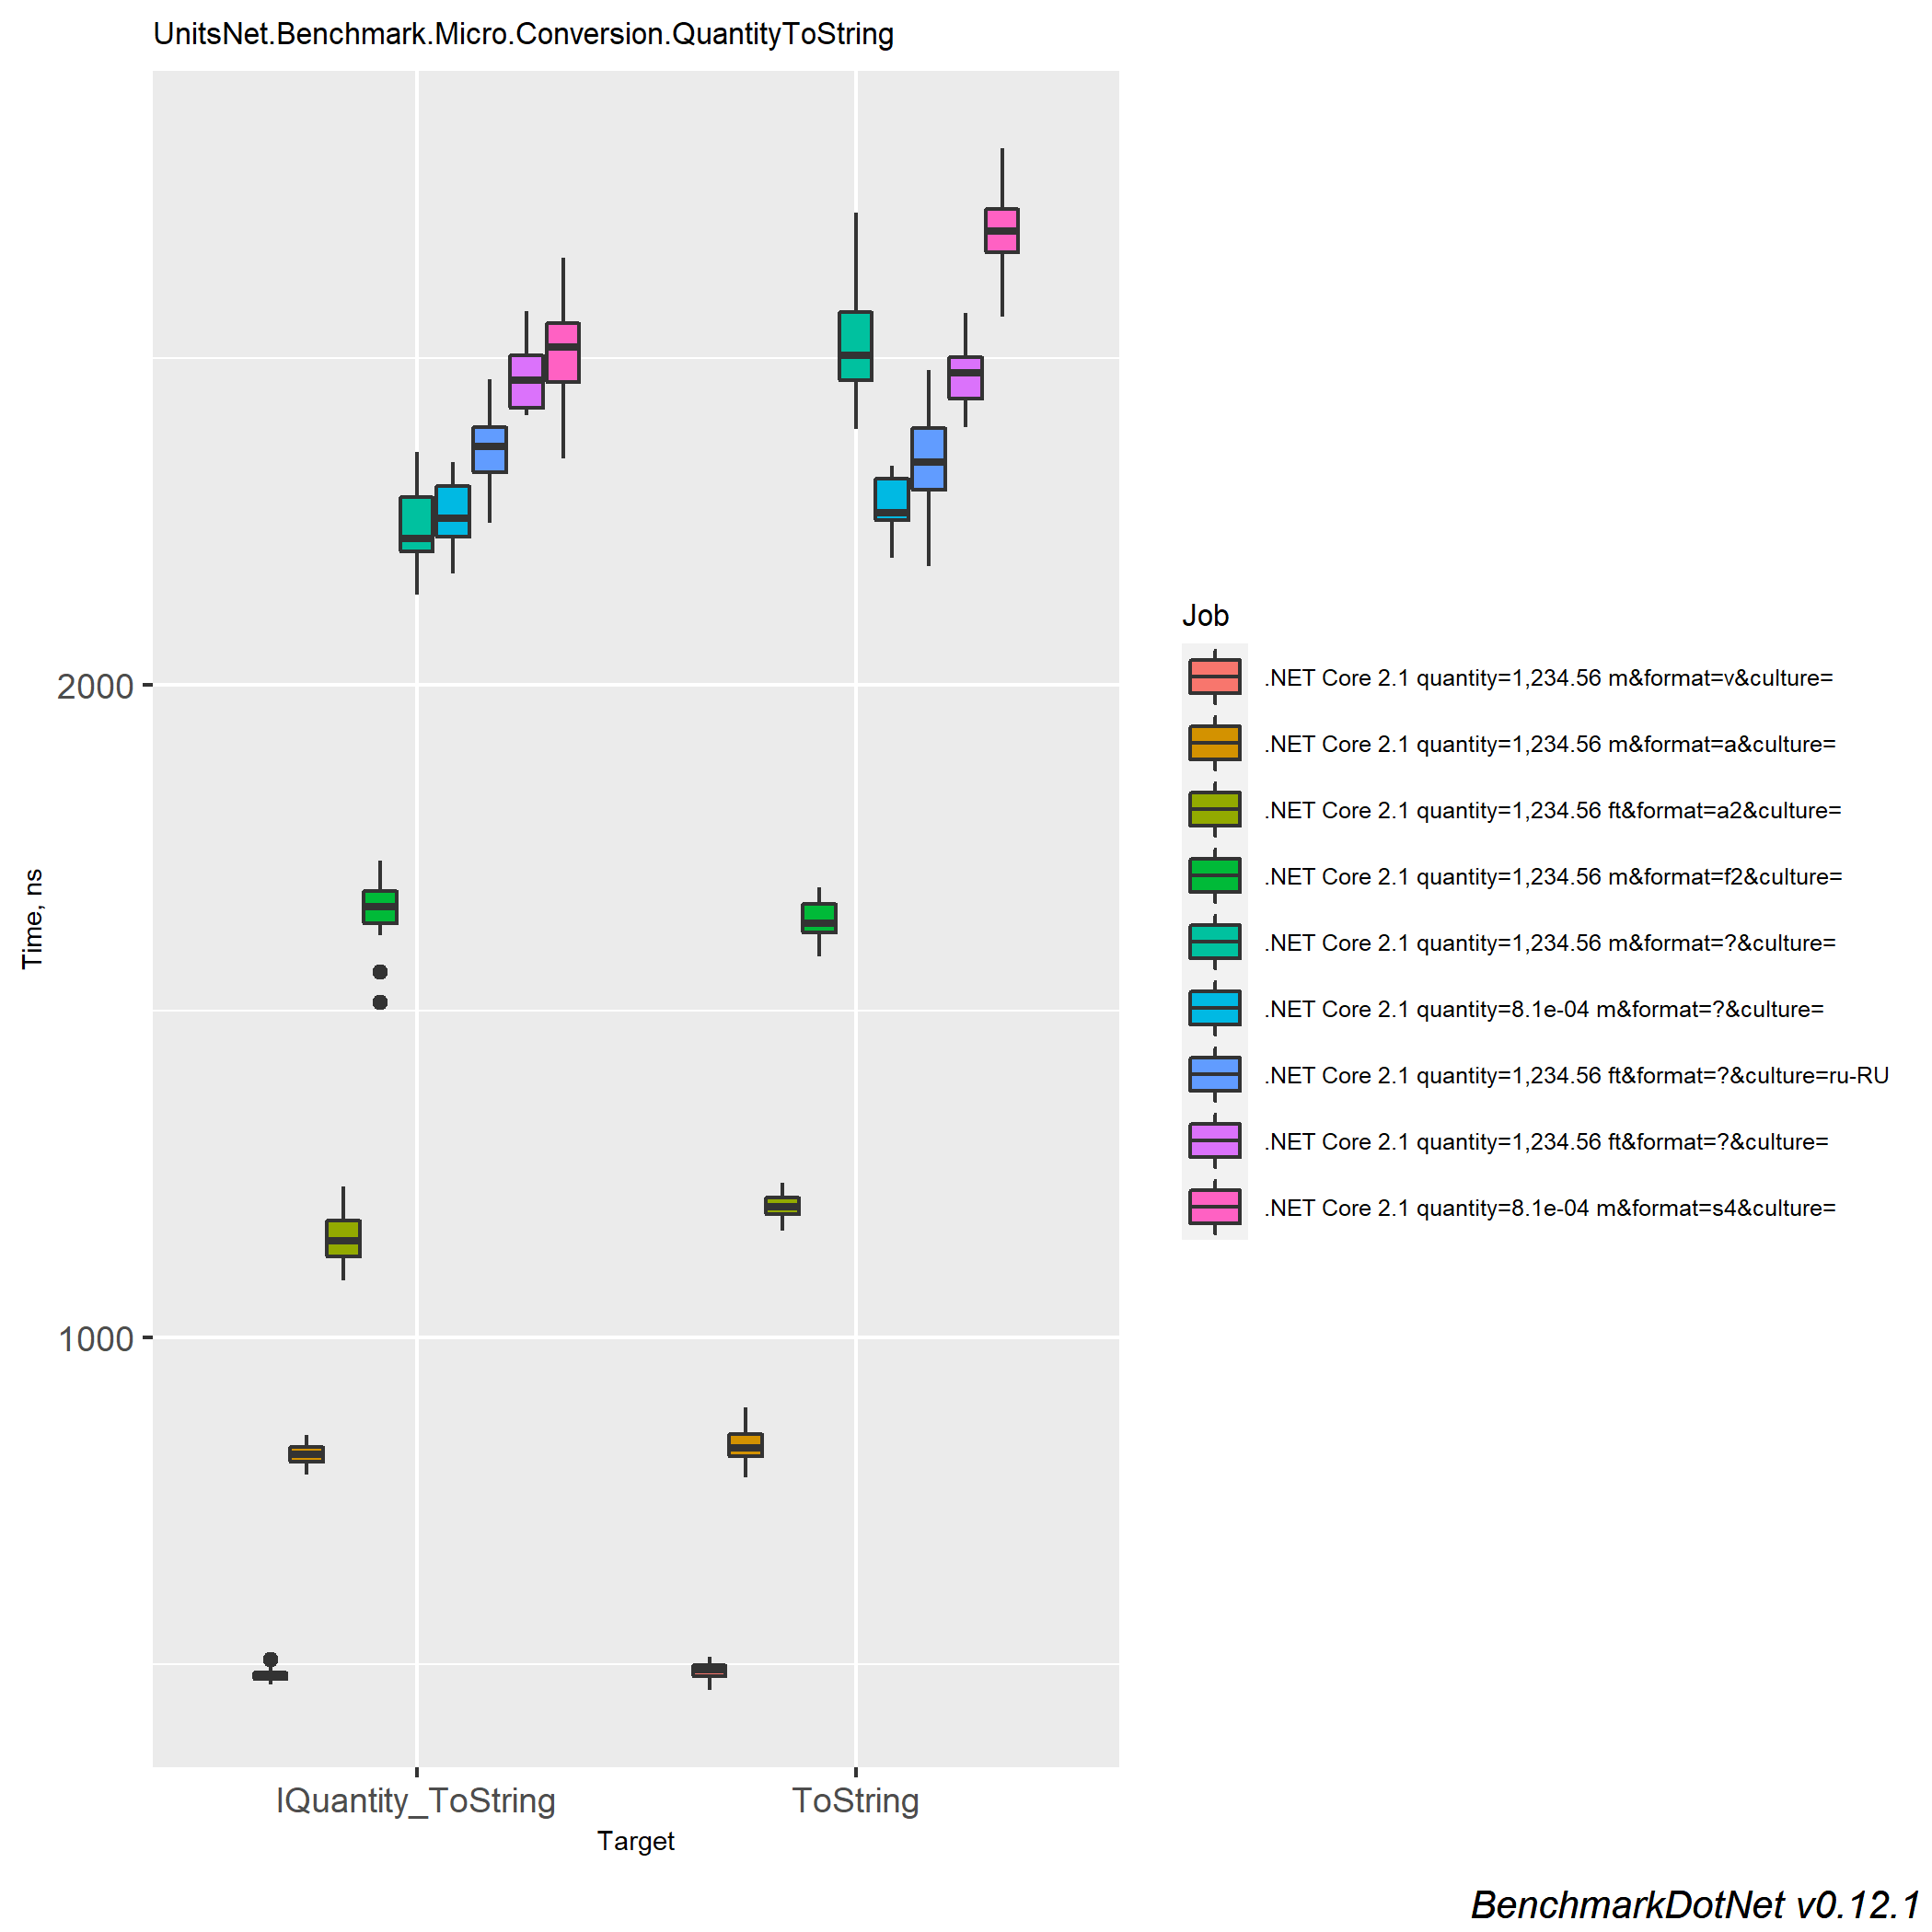 UnitsNet.Benchmark.Micro.Conversion.QuantityToString
Time, ns
2000
1000
IQuantity_ToString
ToString
Target
Job
.NET Core 2.1 quantity=1,234.56 m&format=v&culture=
.NET Core 2.1 quantity=1,234.56 m&format=a&culture=
.NET Core 2.1 quantity=1,234.56 ft&format=a2&culture=
.NET Core 2.1 quantity=1,234.56 m&format=f2&culture=
.NET Core 2.1 quantity=1,234.56 m&format=?&culture=
.NET Core 2.1 quantity=8.1e-04 m&format=?&culture=
.NET Core 2.1 quantity=1,234.56 ft&format=?&culture=ru-RU
.NET Core 2.1 quantity=1,234.56 ft&format=?&culture=
.NET Core 2.1 quantity=8.1e-04 m&format=s4&culture=
BenchmarkDotNet v0.12.1